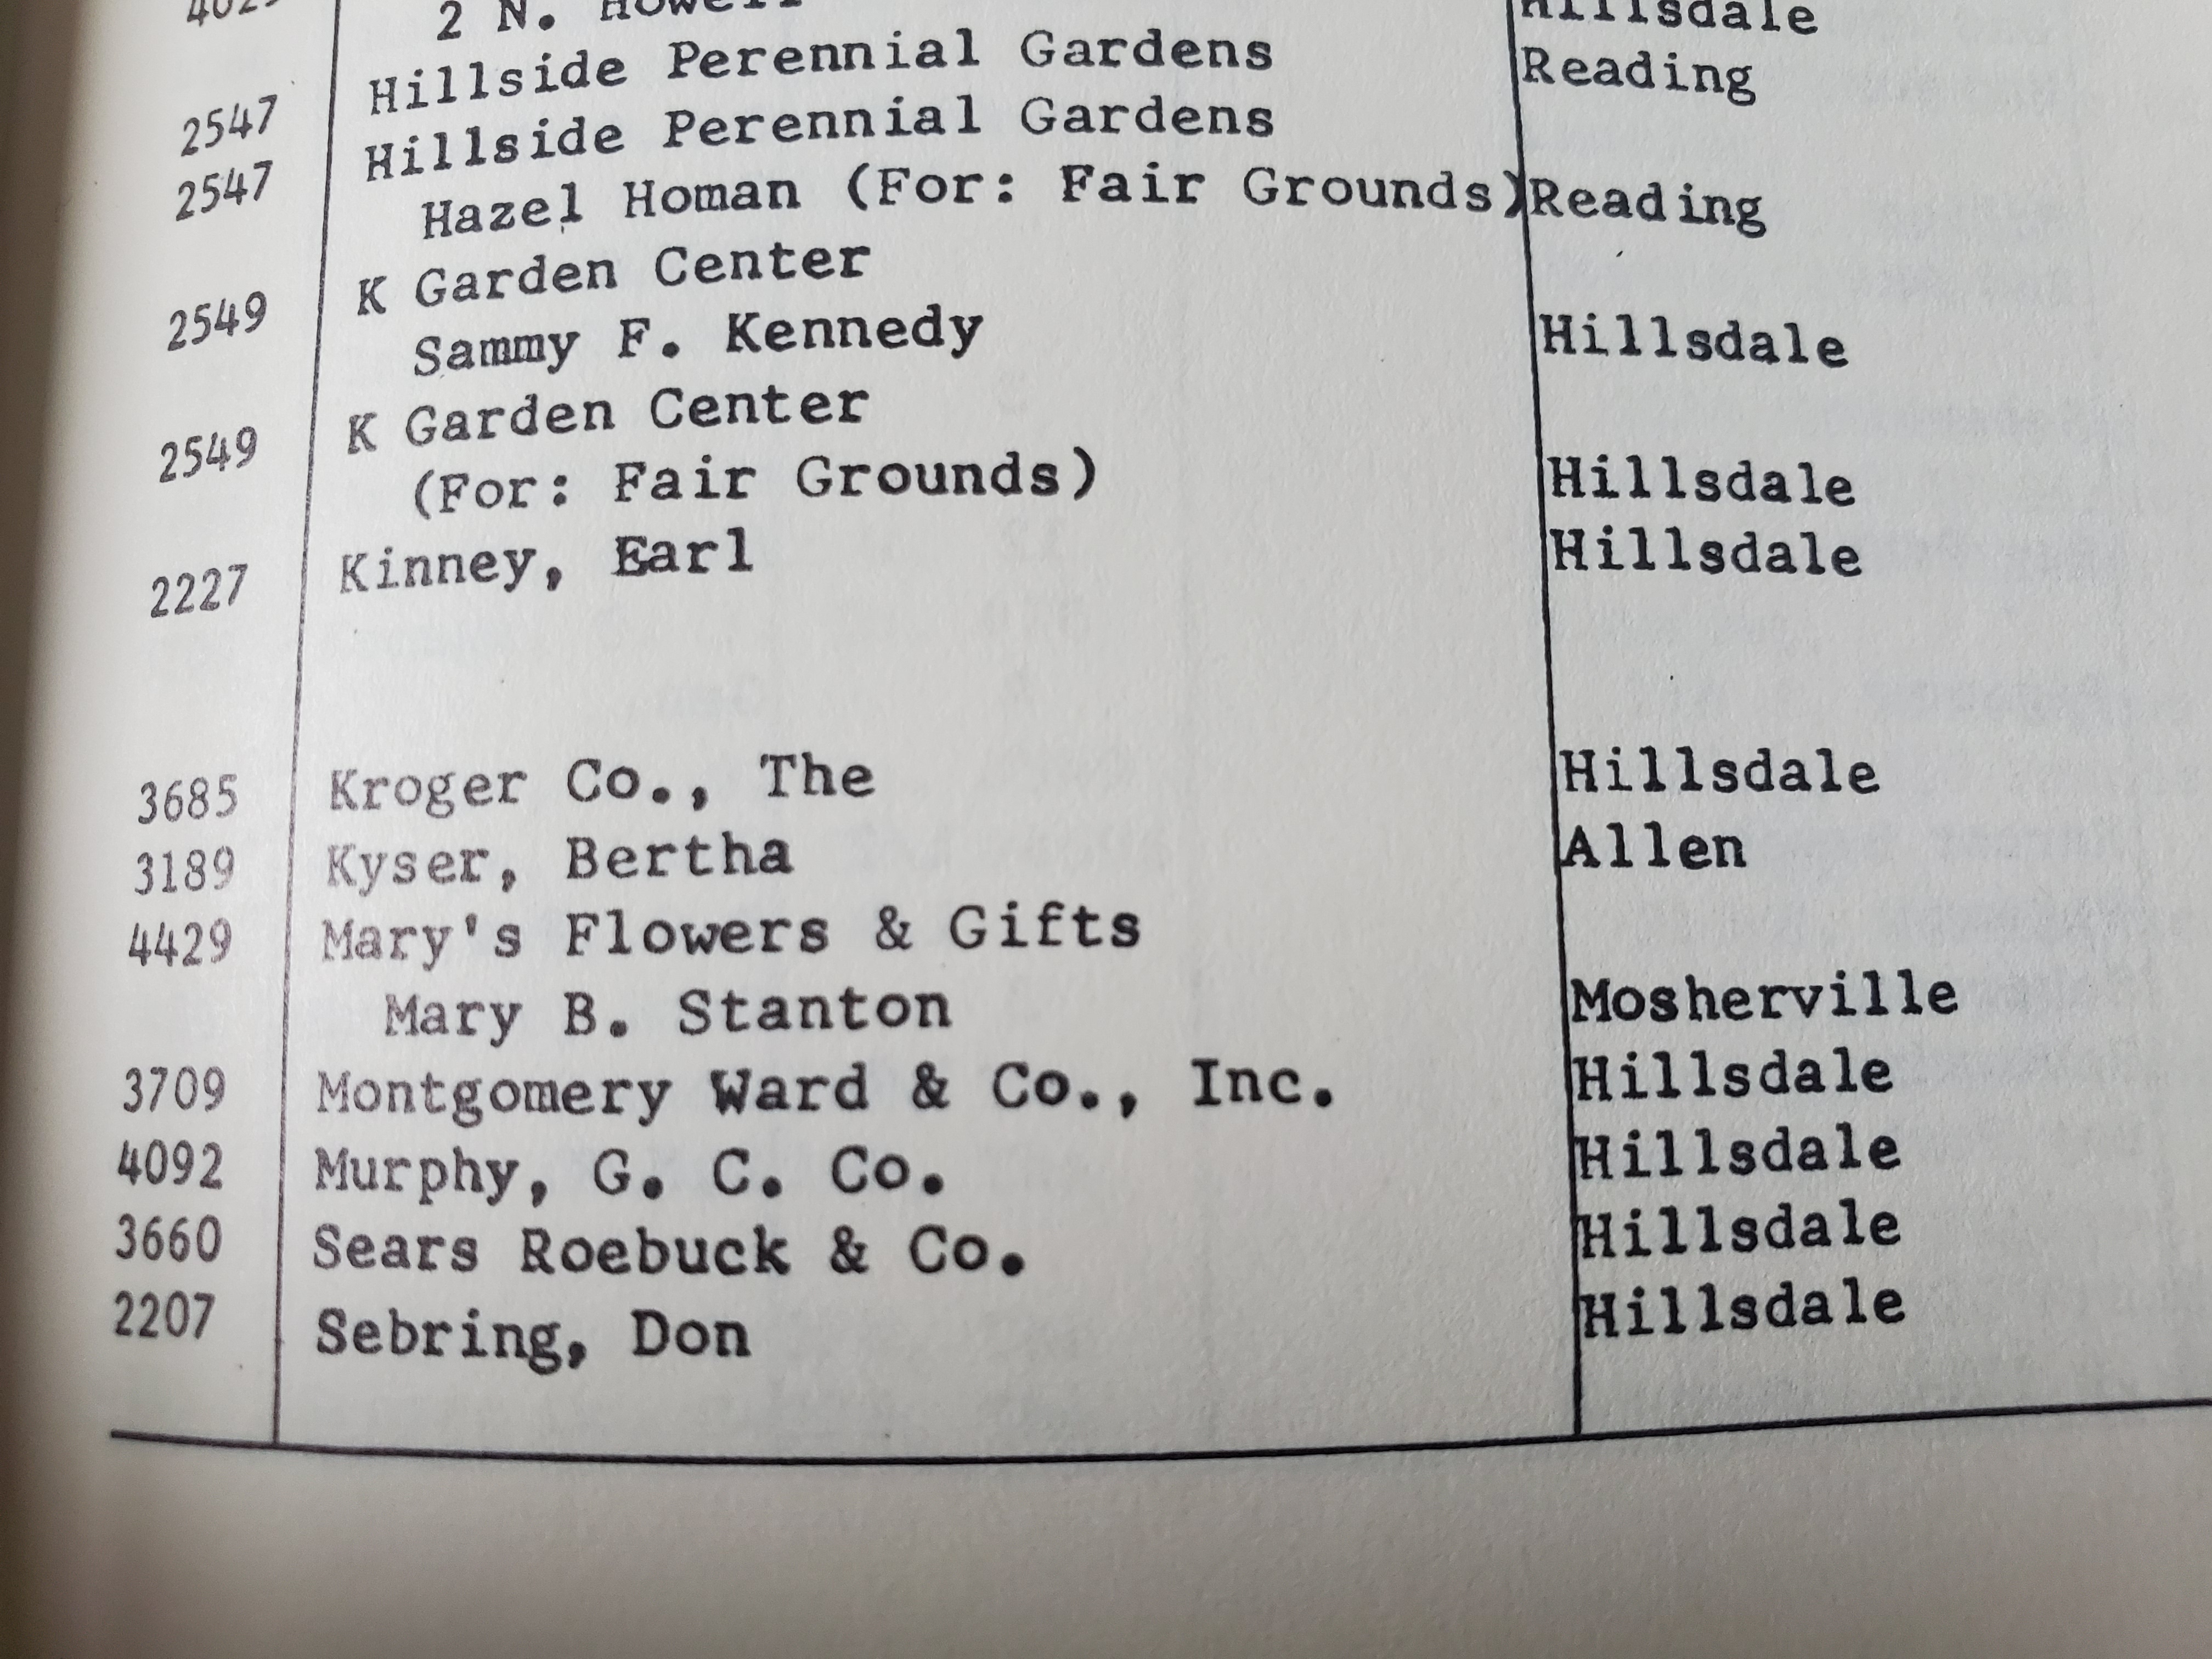 2 N. Howell Hillsdale
2547 Hillside Perennial Gardens Reading
2547 Hillside Perennial Gardens
Hazel Homan (For: Fair Grounds) Reading
2549 K Garden Center
Sammy F. Kennedy Hillsdale
2549 K Garden Center
(For: Fair Grounds) Hillsdale
2227 Kinney, Earl Hillsdale
3685 Kroger Co., The Hillsdale
3189 Kyser, Bertha Allen
4429 Mary's Flowers & Gifts
Mary B. Stanton Mosherville
3709 Montgomery Ward & Co., Inc. Hillsdale
4092 Murphy, G. C. Co. Hillsdale
3660 Sears Roebuck & Co. Hillsdale
2207 Sebring, Don Hillsdale